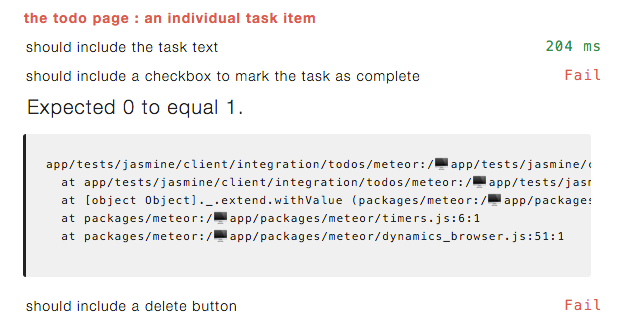 the todo page : an individual task item
should include the task text 204 ms
should include a checkbox to mark the task as complete Fail
Expected 0 to equal 1.
app/tests/jasmine/client/integration/todos/meteor:/🖥app/tests/jasmine/c
at app/tests/jasmine/client/integration/todos/meteor:/🖥app/tests/jasm
at [object Object]._.extend.withValue (packages/meteor:/🖥app/packages
at packages/meteor:/🖥app/packages/meteor/timers.js:6:1
at packages/meteor:/🖥app/packages/meteor/dynamics_browser.js:51:1
should include a delete button Fail